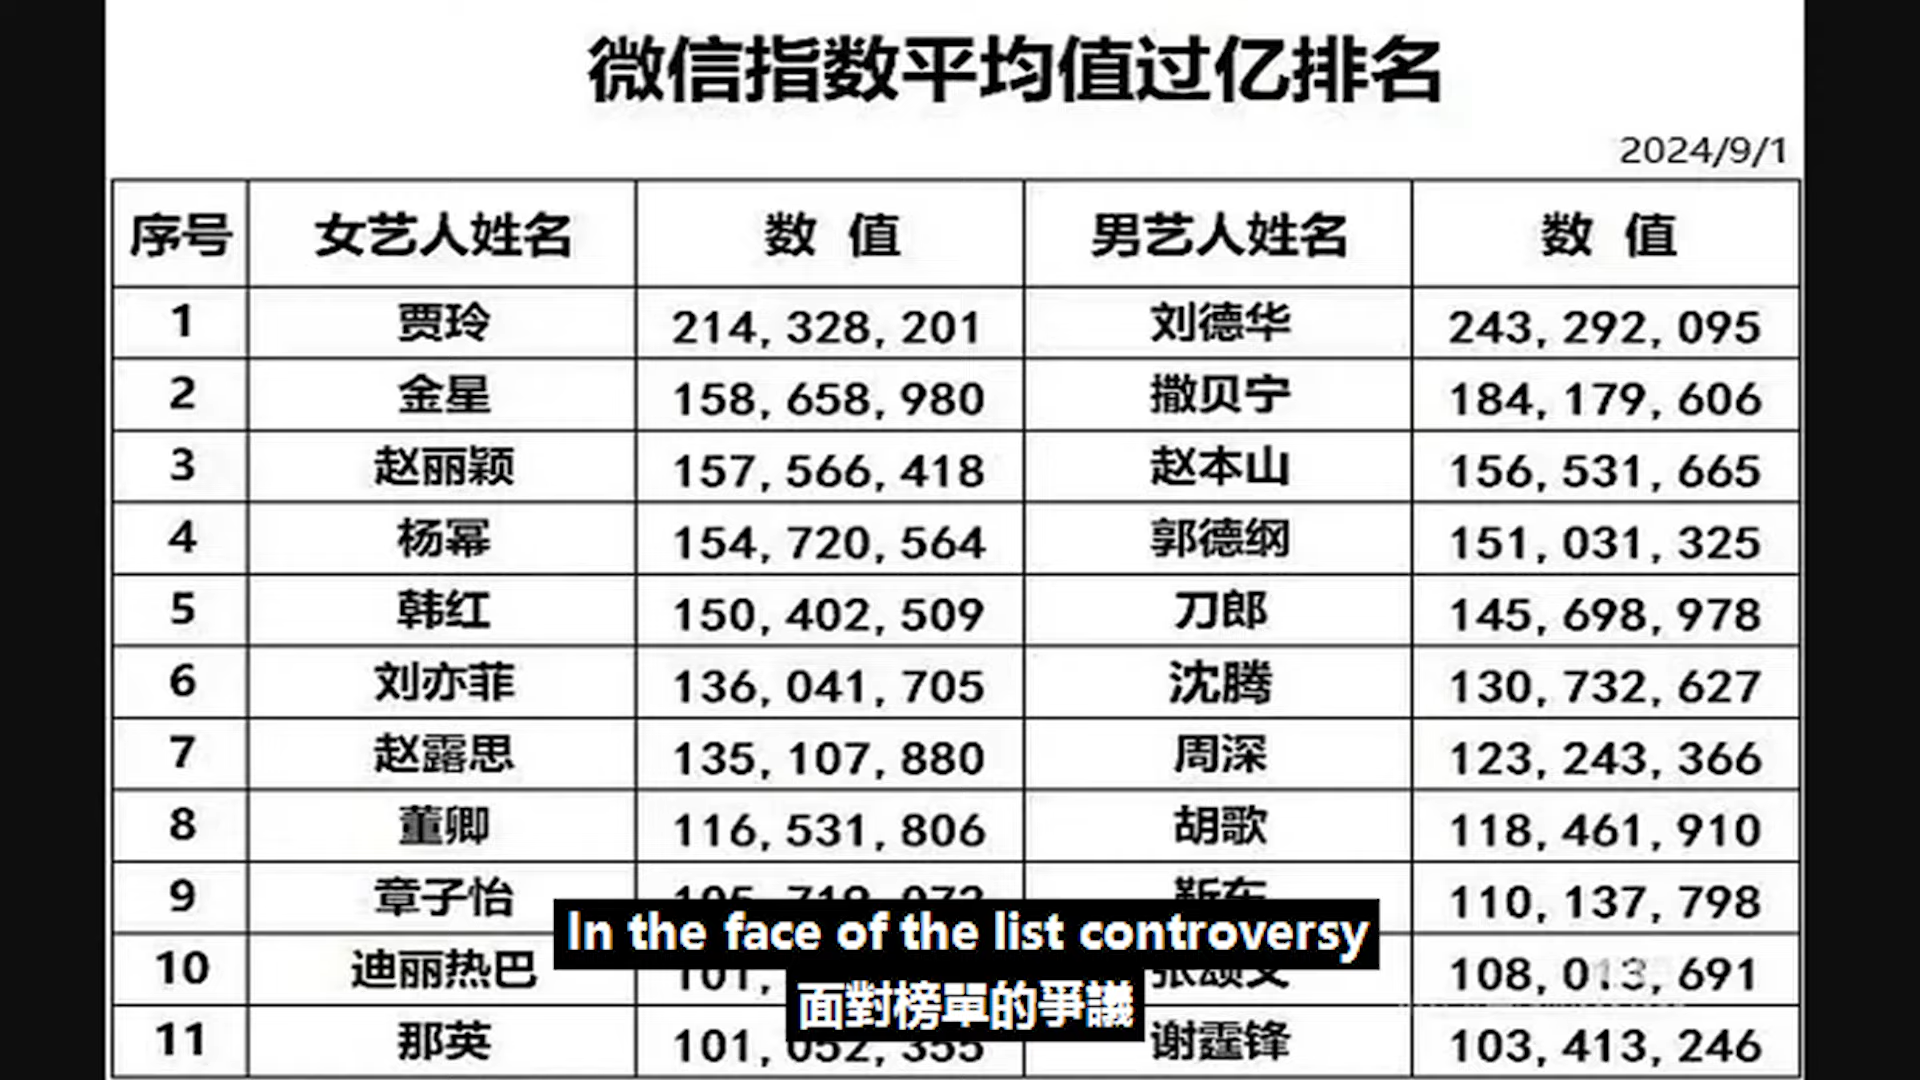 微信指数平均值过亿排名
2024/9/1
序号 女艺人姓名 数 值 男艺人姓名 数 值
1 贾玲 214, 328, 201 刘德华 243, 292, 095
2 金星 158, 658, 980 撒贝宁 184, 179, 606
3 赵丽颖 157, 566, 418 赵本山 156, 531, 665
4 杨幂 154, 720, 564 郭德纲 151, 031, 325
5 韩红 150, 402, 509 刀郎 145, 698, 978
6 刘亦菲 136, 041, 705 沈腾 130, 732, 627
7 赵露思 135, 107, 880 周深 123, 243, 366
8 董卿 116, 531, 806 胡歌 118, 461, 910
9 章子怡 靳东 110, 137, 798
In the face of the list controversy
10 迪丽热巴 101, 张颂文 108, 013, 691
面對榜單的爭議
11 那英 101, 052, 355 谢霆锋 103, 413, 246